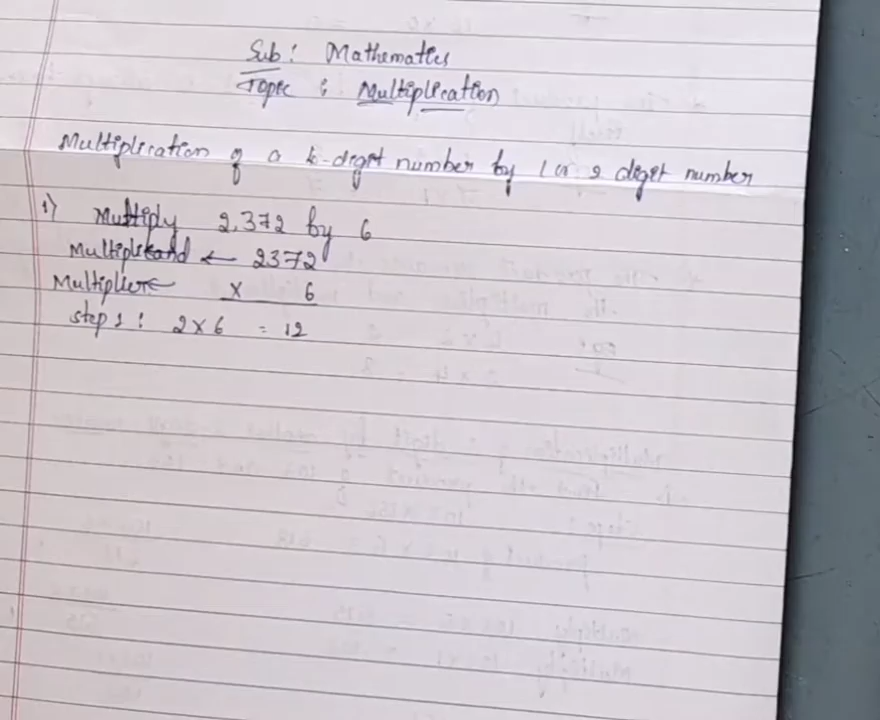 Sub : Mathematics
Topic : Multiplication
Multiplication of a 4-digit number by 1 or 2 digit number
1) Multiply 2,372 by 6
Multiplicand ← 2372
Multiplier ← x 6
step 1 : 2 x 6 = 12